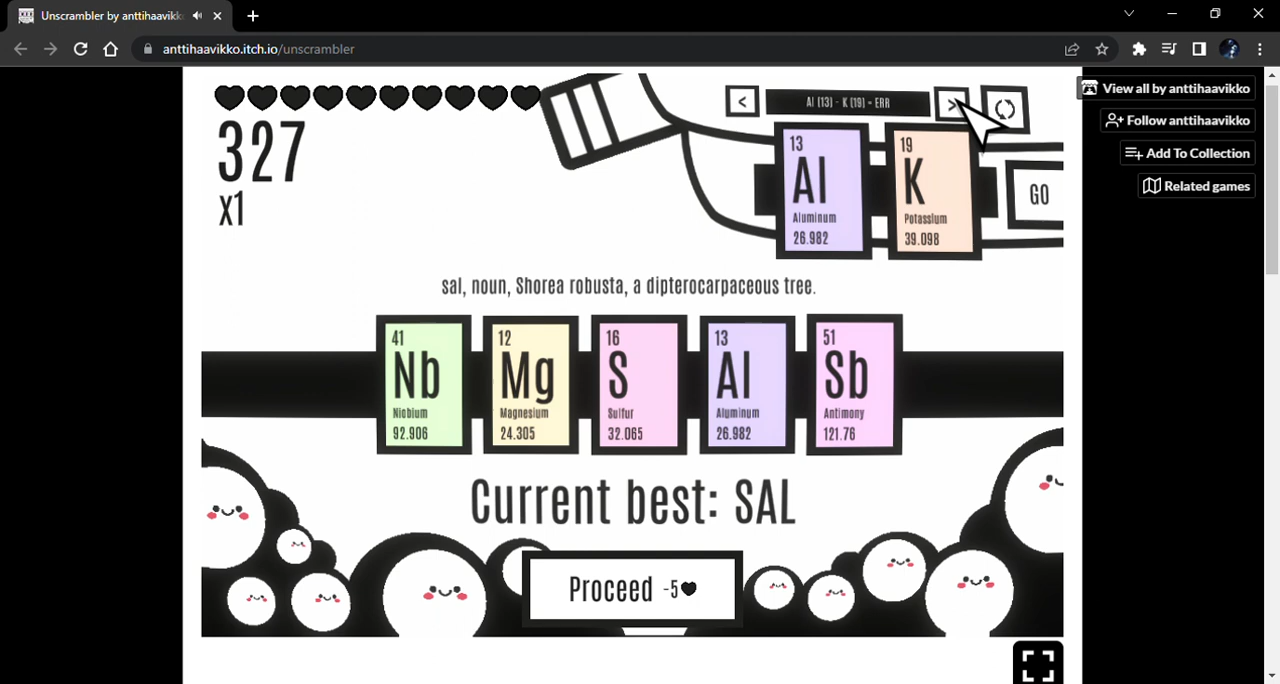 Unscrambler by anttihaavikk
anttihaavikko.itch.io/unscrambler
View all by anttihaavikko
Follow anttihaavikko
Add To Collection
Related games
327
x1
<
Al (13) - K (19) = ERR
>
13
Al
Aluminum
26.982
19
K
Potassium
39.098
GO
sal, noun, Shorea robusta, a dipterocarpaceous tree.
41
Nb
Niobium
92.906
12
Mg
Magnesium
24.305
16
S
Sulfur
32.065
13
Al
Aluminum
26.982
51
Sb
Antimony
121.76
Current best: SAL
Proceed -5